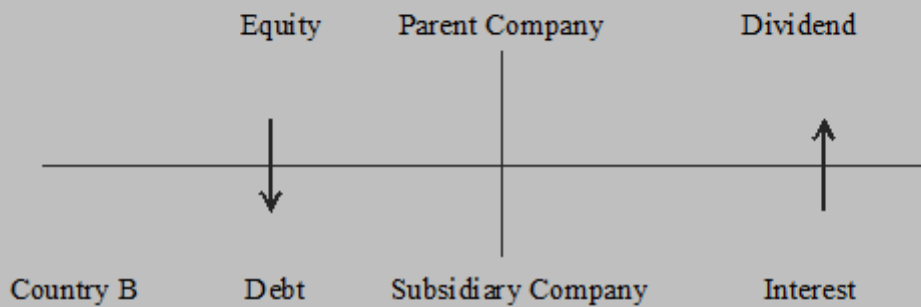 Equity Parent Company Dividend
Country B Debt Subsidiary Company Interest